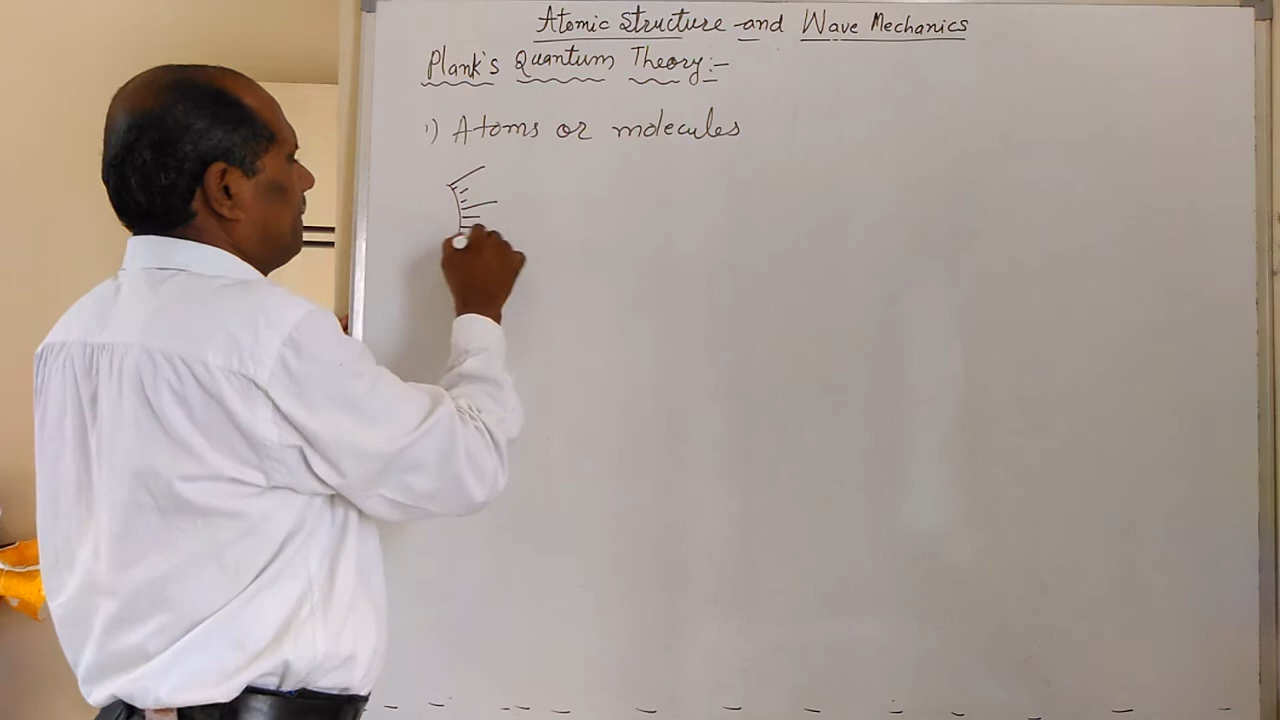 Atomic Structure and Wave Mechanics
Plank's Quantum Theory:-
1) Atoms or molecules